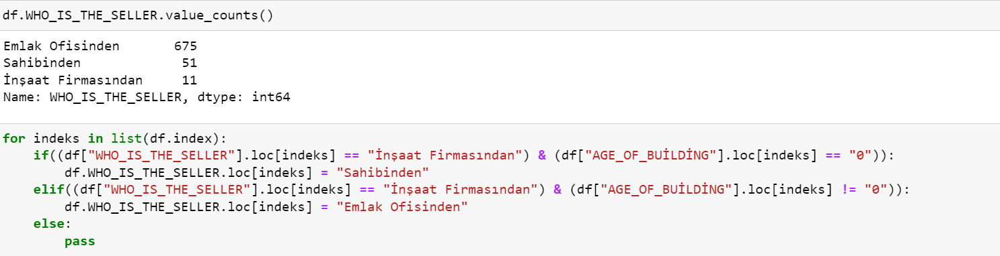 df.WHO_IS_THE_SELLER.value_counts()
Emlak Ofisinden       675
Sahibinden             51
İnşaat Firmasından     11
Name: WHO_IS_THE_SELLER, dtype: int64
for indeks in list(df.index):
    if((df["WHO_IS_THE_SELLER"].loc[indeks] == "İnşaat Firmasından") & (df["AGE_OF_BUİLDİNG"].loc[indeks] == "0")):
        df.WHO_IS_THE_SELLER.loc[indeks] = "Sahibinden"
    elif((df["WHO_IS_THE_SELLER"].loc[indeks] == "İnşaat Firmasından") & (df["AGE_OF_BUİLDİNG"].loc[indeks] != "0")):
        df.WHO_IS_THE_SELLER.loc[indeks] = "Emlak Ofisinden"
    else:
        pass